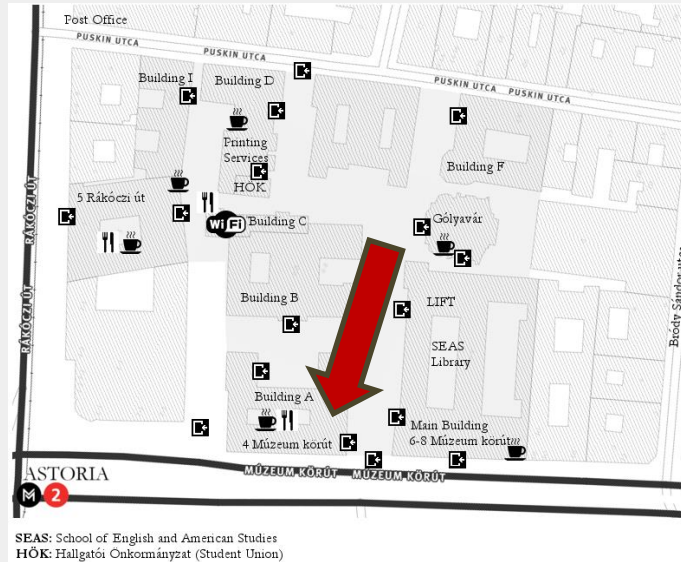 Post Office
PUSKIN UTCA
PUSKIN UTCA
PUSKIN UTCA
Building I
Building D
Printing
Services
HÖK
Building F
5 Rákóczi út
RÁKÓCZI ÚT
WiFi
Building C
Gólyavár
Building B
LIFT
SEAS
Library
Bródy Sándor utca
RÁKÓCZI ÚT
Building A
4 Múzeum körút
Main Building
6-8 Múzeum körút
MÚZEUM KÖRÚT
MÚZEUM KÖRÚT
ASTORIA
M 2
SEAS: School of English and American Studies
HÖK: Hallgatói Önkormányzat (Student Union)